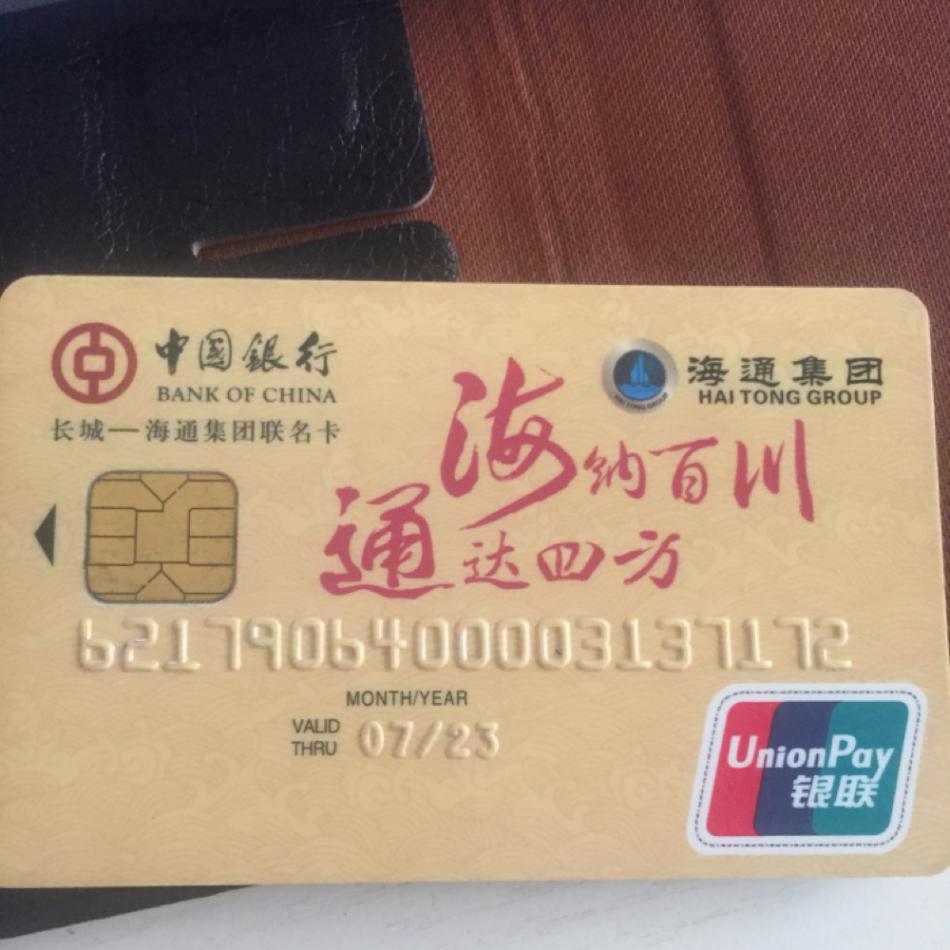 中国銀行
BANK OF CHINA
长城—海通集团联名卡
海通集团
HAI TONG GROUP
HAI TONG GROUP
海纳百川
通达四方
6217906400003137172
MONTH/YEAR
VALID
THRU 07/23
UnionPay
银联